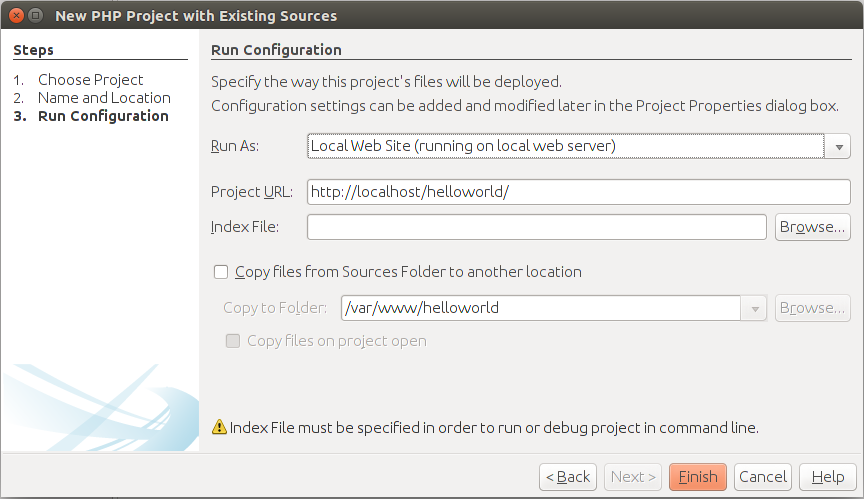 New PHP Project with Existing Sources
Steps
1. Choose Project
2. Name and Location
3. Run Configuration
Run Configuration
Specify the way this project's files will be deployed.
Configuration settings can be added and modified later in the Project Properties dialog box.
Run As: Local Web Site (running on local web server)
Project URL: http://localhost/helloworld/
Index File: Browse...
Copy files from Sources Folder to another location
Copy to Folder: /var/www/helloworld Browse...
Copy files on project open
Index File must be specified in order to run or debug project in command line.
< Back Next > Finish Cancel Help